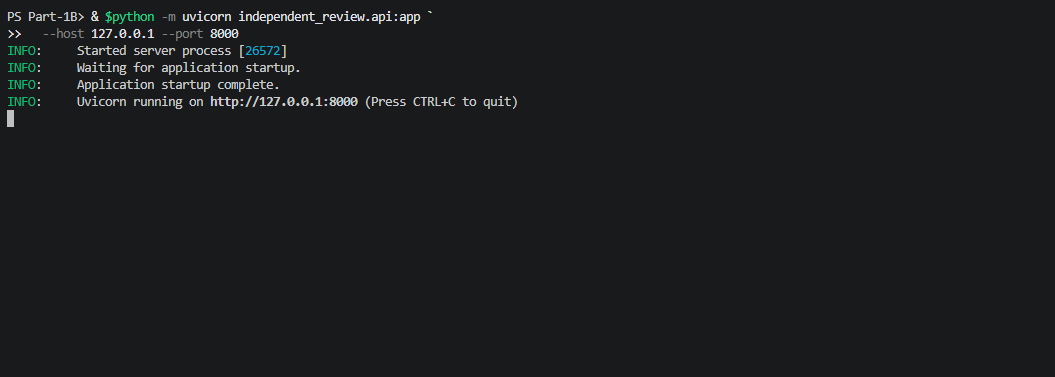 PS Part-1B> & $python -m uvicorn independent_review.api:app `
>>   --host 127.0.0.1 --port 8000
INFO:     Started server process [26572]
INFO:     Waiting for application startup.
INFO:     Application startup complete.
INFO:     Uvicorn running on http://127.0.0.1:8000 (Press CTRL+C to quit)